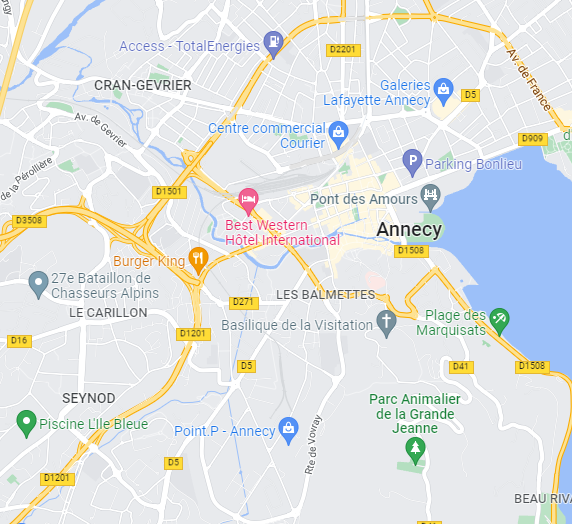 ngy
Access - TotalEnergies
D2201
Av. de France
CRAN-GEVRIER
Galeries
Lafayette Annecy
D5
Av. de Gevrier
Centre commercial
Courier
D909
P
Parking Bonlieu
de la Pérollière
D1501
Pont des Amours
D3508
Best Western
Hôtel International
Annecy
D1508
Burger King
27e Bataillon de
Chasseurs Alpins
D271
LES BALMETTES
LE CARILLON
Plage des
Marquisats
Basilique de la Visitation
D1201
D16
D5
D41
D1508
SEYNOD
Parc Animalier
de la Grande
Jeanne
Piscine L'Ile Bleue
Point.P - Annecy
Rte de Vovray
D5
D1201
BEAU RIVA